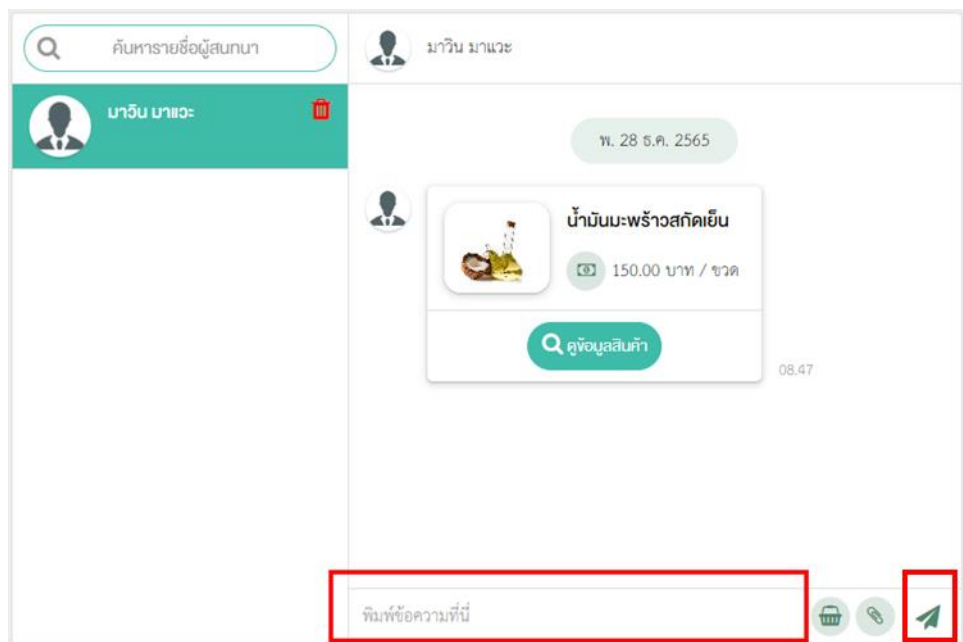 ค้นหารายชื่อผู้สนทนา
มาวิน มาแวะ
มาวิน มาแวะ
พ. 28 ธ.ค. 2565
น้ำมันมะพร้าวสกัดเย็น
150.00 บาท / ขวด
ดูข้อมูลสินค้า
08.47
พิมพ์ข้อความที่นี่